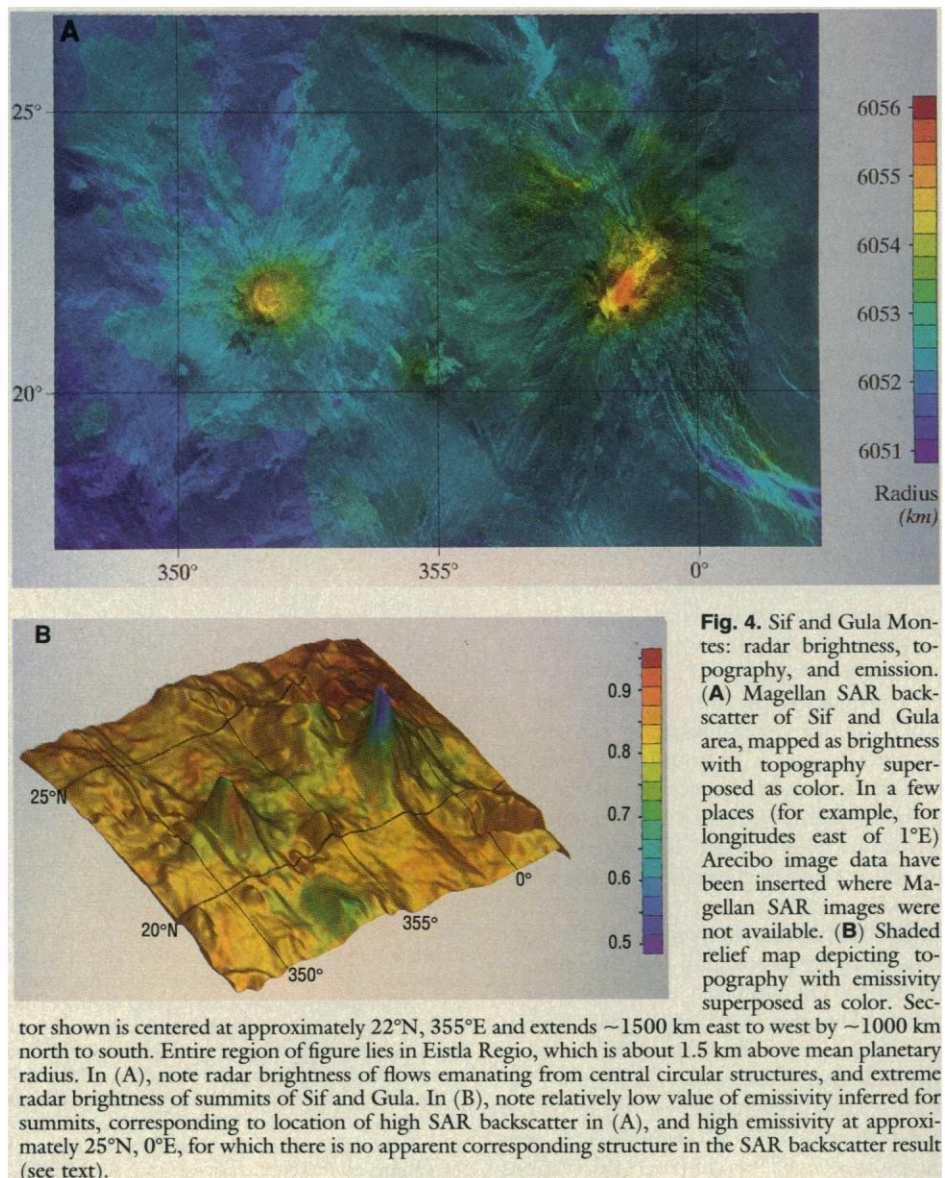 A
25°
20°
350°
355°
0°
6056
6055
6054
6053
6052
6051
Radius
(km)
B
25°N
20°N
350°
355°
0°
0.9
0.8
0.7
0.6
0.5
Fig. 4. Sif and Gula Mon-
tes: radar brightness, to-
pography, and emission.
(A) Magellan SAR back-
scatter of Sif and Gula
area, mapped as brightness
with topography super-
posed as color. In a few
places (for example, for
longitudes east of 1°E)
Arecibo image data have
been inserted where Ma-
gellan SAR images were
not available. (B) Shaded
relief map depicting to-
pography with emissivity
superposed as color. Sec-
tor shown is centered at approximately 22°N, 355°E and extends ~1500 km east to west by ~1000 km
north to south. Entire region of figure lies in Eistla Regio, which is about 1.5 km above mean planetary
radius. In (A), note radar brightness of flows emanating from central circular structures, and extreme
radar brightness of summits of Sif and Gula. In (B), note relatively low value of emissivity inferred for
summits, corresponding to location of high SAR backscatter in (A), and high emissivity at approxi-
mately 25°N, 0°E, for which there is no apparent corresponding structure in the SAR backscatter result
(see text).